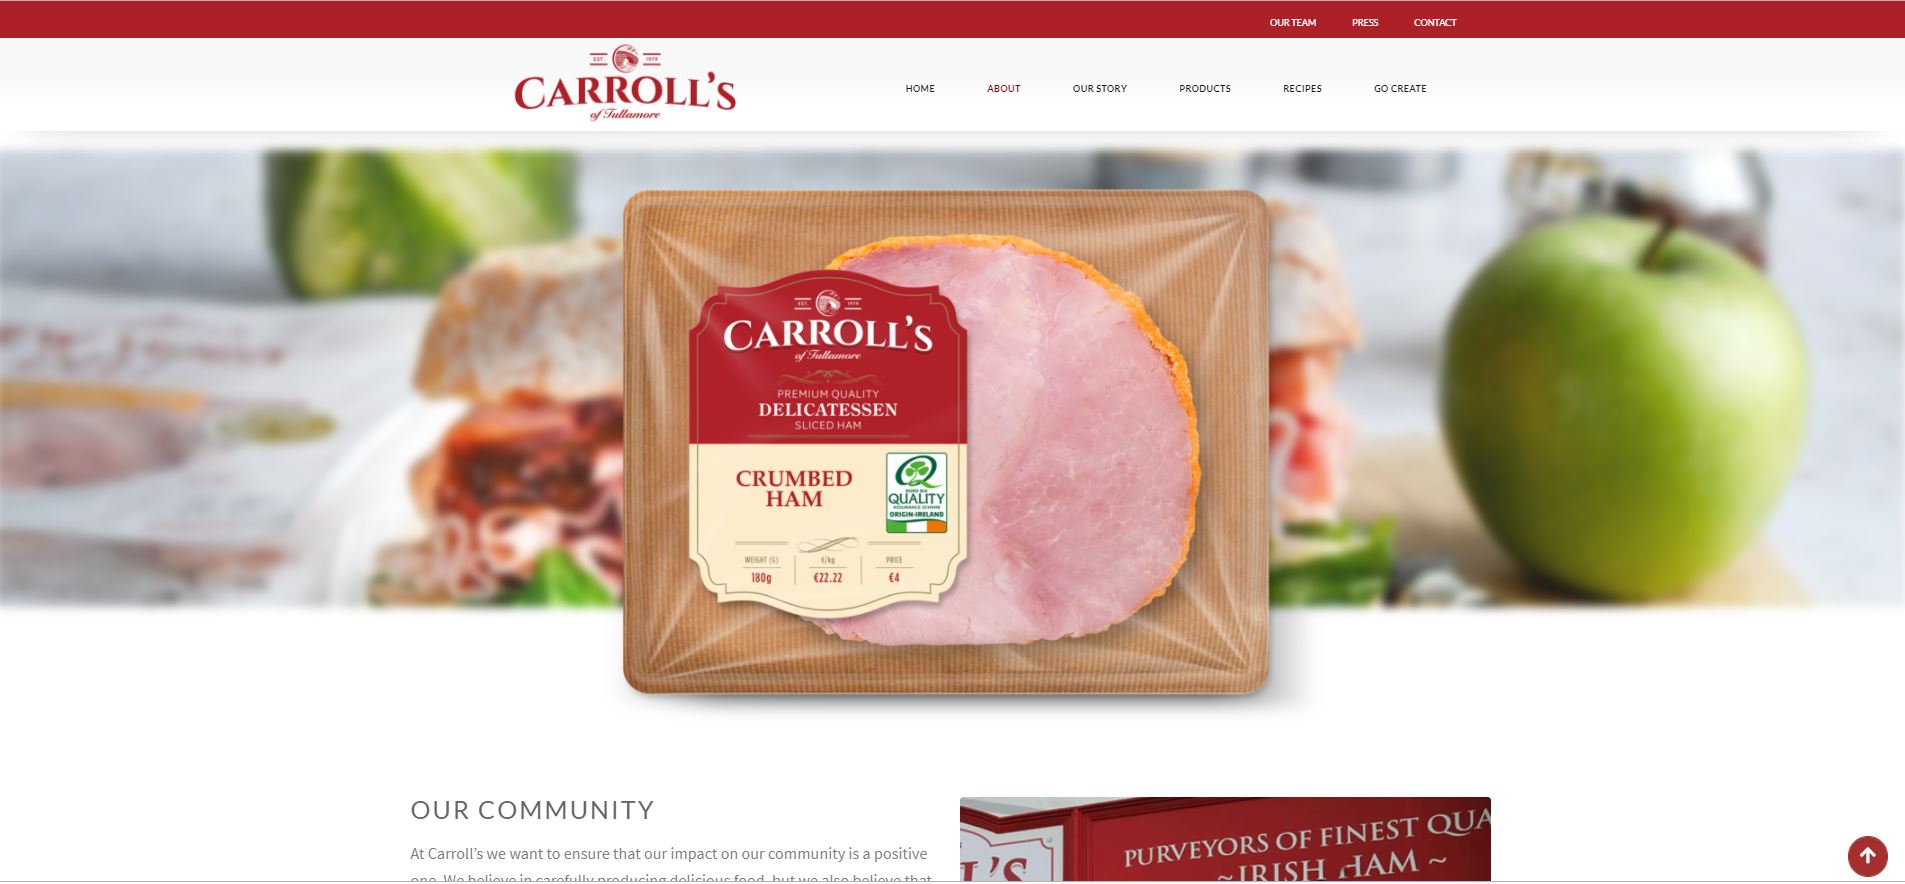 OUR TEAM PRESS CONTACT
EST. 1979
CARROLL'S
of Tullamore
HOME ABOUT OUR STORY PRODUCTS RECIPES GO CREATE
EST. 1979
CARROLL'S
of Tullamore
PREMIUM QUALITY
DELICATESSEN
SLICED HAM
CRUMBED
HAM
BORD BIA
QUALITY
ASSURANCE SCHEME
ORIGIN-IRELAND
WEIGHT (G) €/kg PRICE
180g €22.22 €4
OUR COMMUNITY
At Carroll's we want to ensure that our impact on our community is a positive
one. We believe in carefully producing delicious food, but we also believe that
L'S
PURVEYORS OF FINEST QUA
~IRISH HAM~